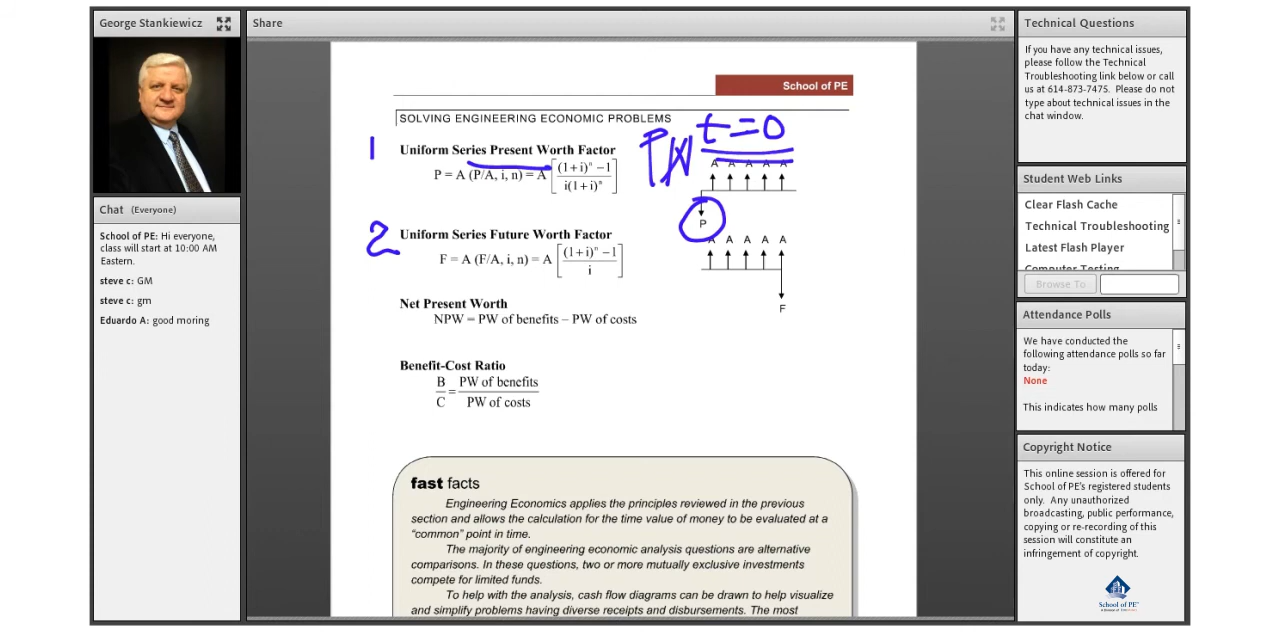 George Stankiewicz
Chat (Everyone)
School of PE: Hi everyone,
class will start at 10:00 AM
Eastern.
steve c: GM
steve c: gm
Eduardo A: good moring
Share
School of PE
SOLVING ENGINEERING ECONOMIC PROBLEMS
1
Uniform Series Present Worth Factor
P = A (P/A, i, n) = A [(1+i)ⁿ −1 / i(1+i)ⁿ]
PW t=0
A A A A A
P
2
Uniform Series Future Worth Factor
F = A (F/A, i, n) = A [(1+i)ⁿ −1 / i]
A A A A A
F
Net Present Worth
NPW = PW of benefits – PW of costs
Benefit-Cost Ratio
B/C = PW of benefits / PW of costs
fast facts
Engineering Economics applies the principles reviewed in the previous
section and allows the calculation for the time value of money to be evaluated at a
“common” point in time.
The majority of engineering economic analysis questions are alternative
comparisons. In these questions, two or more mutually exclusive investments
compete for limited funds.
To help with the analysis, cash flow diagrams can be drawn to help visualize
and simplify problems having diverse receipts and disbursements. The most
Technical Questions
If you have any technical issues,
please follow the Technical
Troubleshooting link below or call
us at 614-873-7475. Please do not
type about technical issues in the
chat window.
Student Web Links
Clear Flash Cache
Technical Troubleshooting
Latest Flash Player
Computer Testing
Browse To
Attendance Polls
We have conducted the
following attendance polls so far
today:
None
This indicates how many polls
Copyright Notice
This online session is offered for
School of PE's registered students
only. Any unauthorized
broadcasting, public performance,
copying or re-recording of this
session will constitute an
infringement of copyright.
School of PE